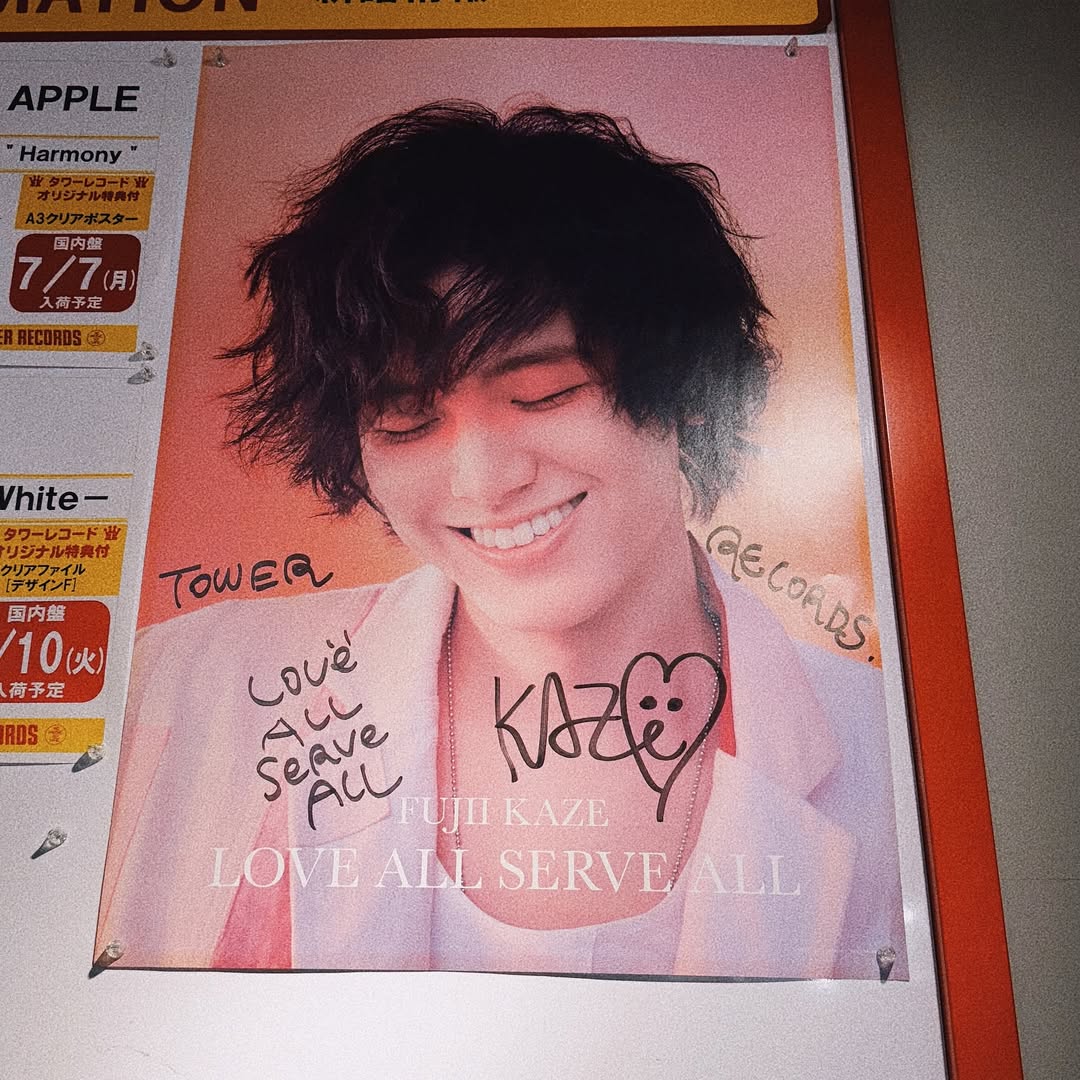 APPLE
" Harmony "
タワーレコード
オリジナル特典付
A3クリアポスター
国内盤
7/7(月)
入荷予定
RECORDS
White−
タワーレコード
オリジナル特典付
クリアファイル
[デザインF]
国内盤
/10(火)
入荷予定
TOWER
RECORDS.
LOVE
ALL
SERVE
ALL
KAZe
FUJII KAZE
LOVE ALL SERVE ALL